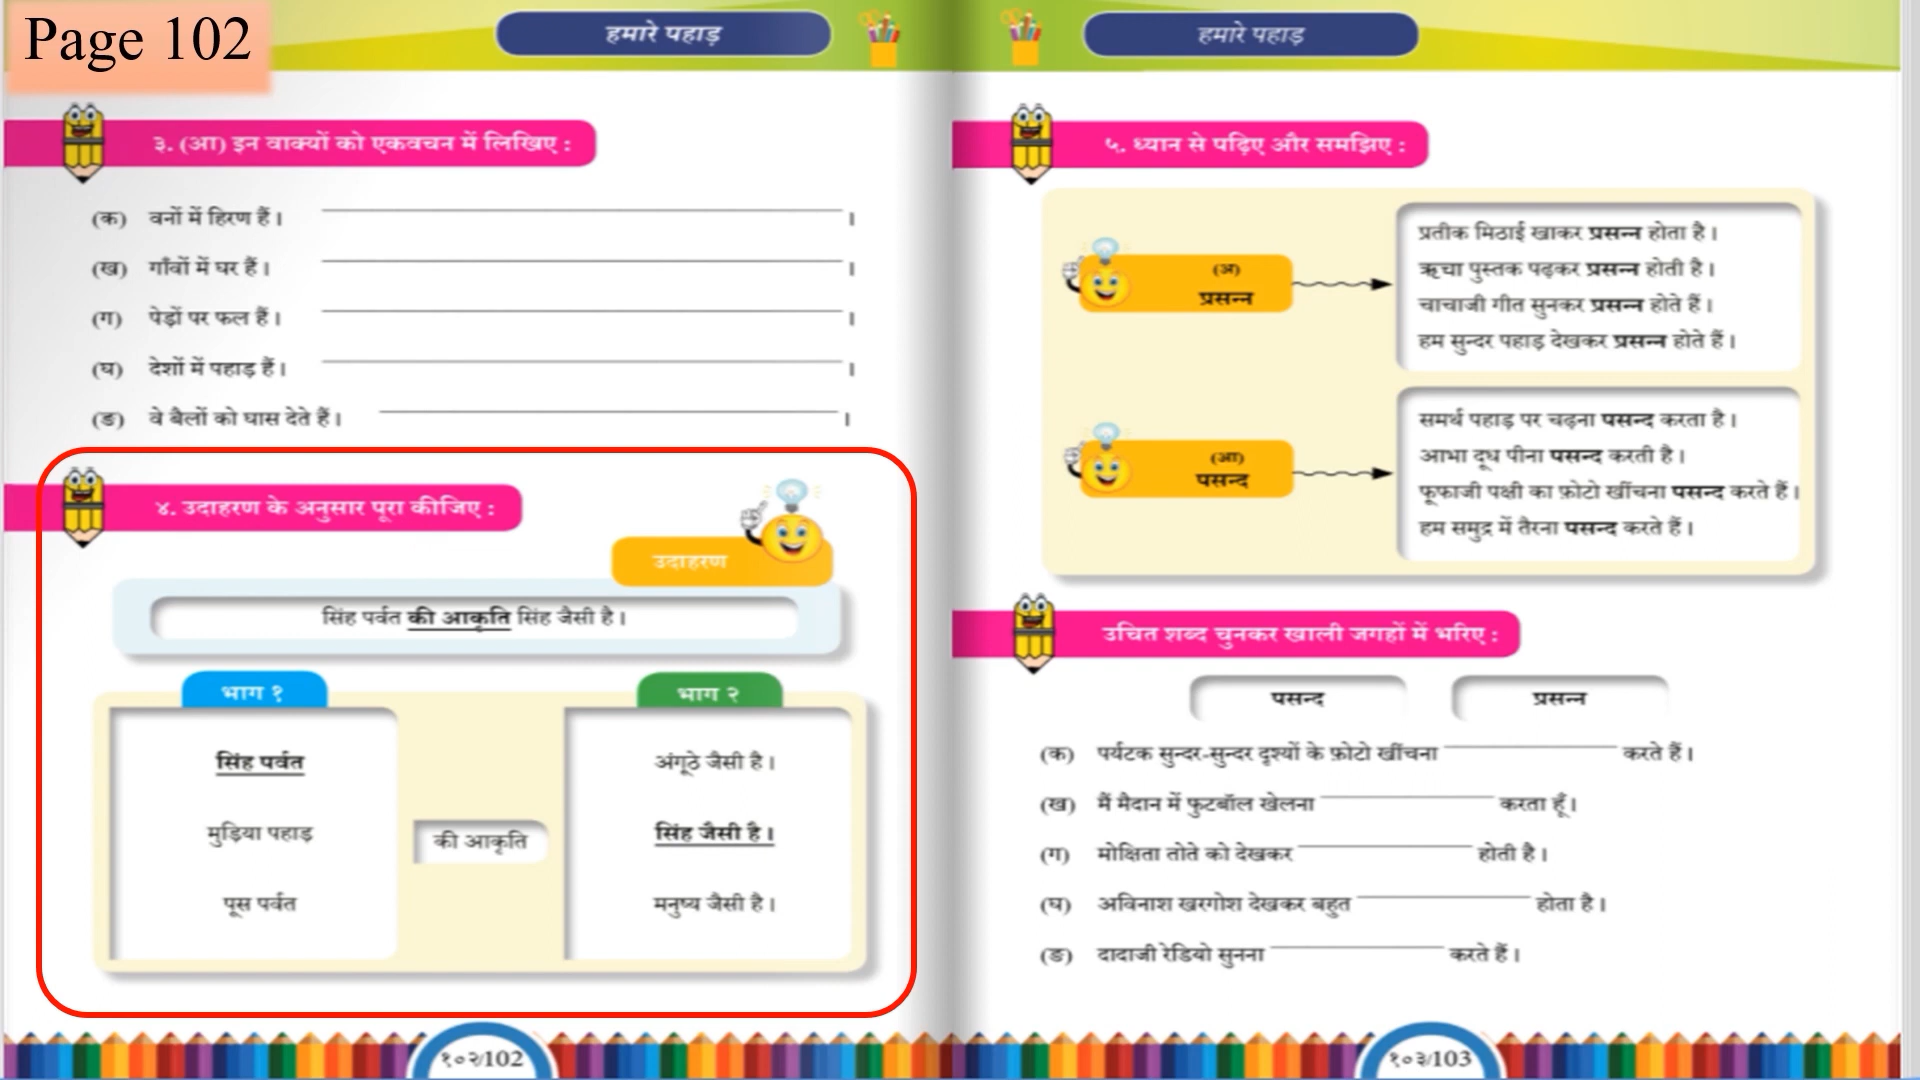 Page 102
हमारे पहाड़
३. (आ) इन वाक्यों को एकवचन में लिखिए :
(क) वनों में हिरण हैं। ।
(ख) गाँवों में घर हैं। ।
(ग) पेड़ों पर फल हैं। ।
(घ) देशों में पहाड़ हैं। ।
(ङ) वे बैलों को घास देते हैं। ।
४. उदाहरण के अनुसार पूरा कीजिए :
उदाहरण
सिंह पर्वत की आकृति सिंह जैसी है।
भाग १
भाग २
सिंह पर्वत
मुड़िया पहाड़
पूस पर्वत
की आकृति
अंगूठे जैसी है।
सिंह जैसी है।
मनुष्य जैसी है।
१०२/102
हमारे पहाड़
५. ध्यान से पढ़िए और समझिए :
(अ)
प्रसन्न
प्रतीक मिठाई खाकर प्रसन्न होता है।
ऋचा पुस्तक पढ़कर प्रसन्न होती है।
चाचाजी गीत सुनकर प्रसन्न होते हैं।
हम सुन्दर पहाड़ देखकर प्रसन्न होते हैं।
(आ)
पसन्द
समर्थ पहाड़ पर चढ़ना पसन्द करता है।
आभा दूध पीना पसन्द करती है।
फूफाजी पक्षी का फ़ोटो खींचना पसन्द करते हैं।
हम समुद्र में तैरना पसन्द करते हैं।
उचित शब्द चुनकर खाली जगहों में भरिए :
पसन्द
प्रसन्न
(क) पर्यटक सुन्दर-सुन्दर दृश्यों के फ़ोटो खींचना करते हैं।
(ख) मैं मैदान में फुटबॉल खेलना करता हूँ।
(ग) मोक्षिता तोते को देखकर होती है।
(घ) अविनाश खरगोश देखकर बहुत होता है।
(ङ) दादाजी रेडियो सुनना करते हैं।
१०३/103